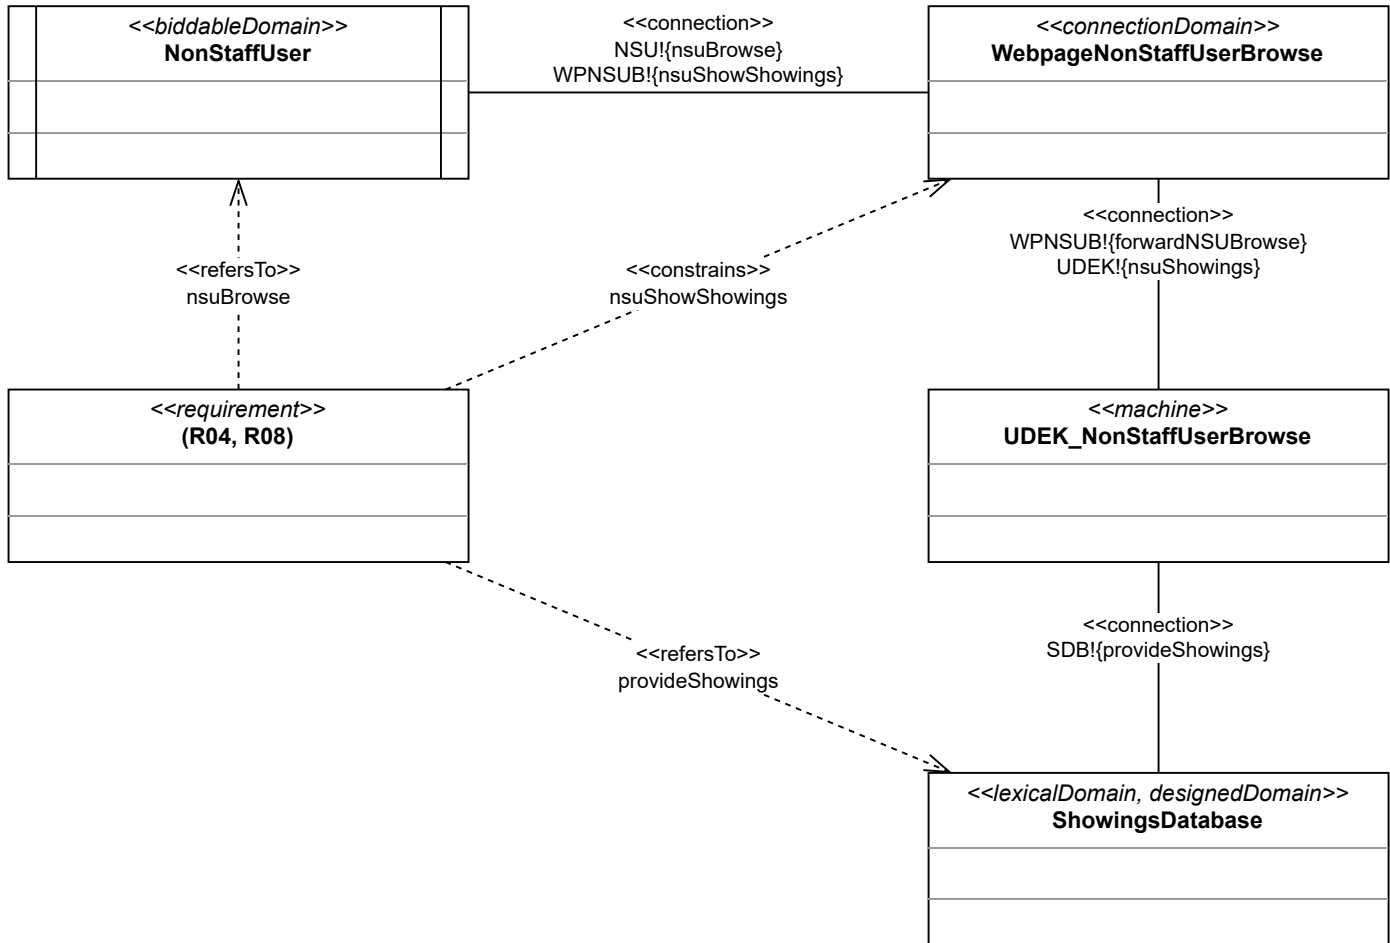 <<biddableDomain>>
NonStaffUser
<<connection>>
NSU!{nsuBrowse}
WPNSUB!{nsuShowShowings}
<<connectionDomain>>
WebpageNonStaffUserBrowse
<<connection>>
WPNSUB!{forwardNSUBrowse}
UDEK!{nsuShowings}
<<refersTo>>
nsuBrowse
<<constrains>>
nsuShowShowings
<<requirement>>
(R04, R08)
<<machine>>
UDEK_NonStaffUserBrowse
<<refersTo>>
provideShowings
<<connection>>
SDB!{provideShowings}
<<lexicalDomain, designedDomain>>
ShowingsDatabase